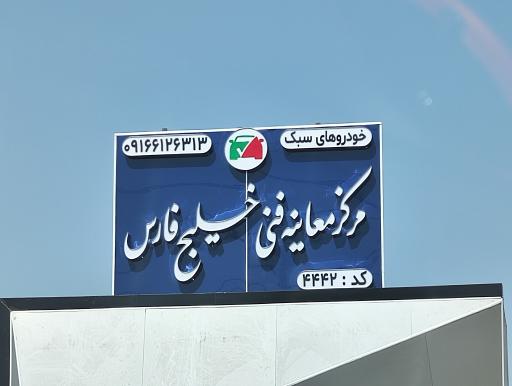 خودروهای سبک
۰۹۱۶۶۱۲۶۳۱۳
مرکز معاینه فنی خلیج فارس
کد : ۴۴۴۲